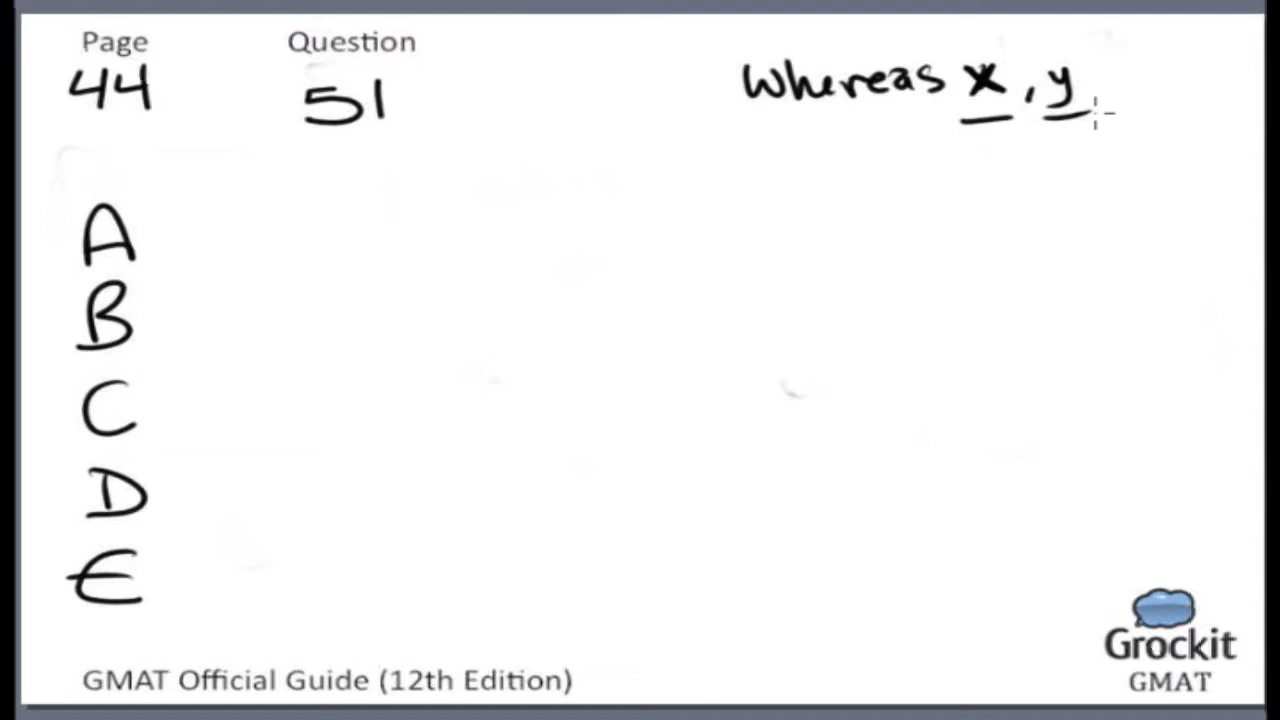 Page Question
44 51
Whereas x, y
A
B
C
D
E
Grockit
GMAT
GMAT Official Guide (12th Edition)